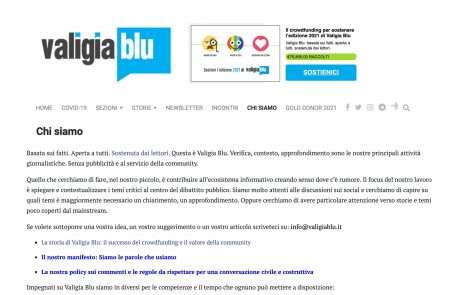 valigia blu
Il crowdfunding per sostenere
l'edizione 2021 di Valigia Blu
Valigia Blu: basata sui fatti, aperta a
tutti, sostenuta dai lettori.
RACCOLTI
Sostieni l'edizione 2021 di valigia blu
SOSTIENICI
HOME COVID-19 SEZIONI STORIE NEWSLETTER INCONTRI CHI SIAMO GOLD DONOR 2021
Chi siamo
Basata sui fatti. Aperta a tutti. Sostenuta dai lettori. Questa è Valigia Blu. Verifica, contesto, approfondimento sono le nostre principali attività
giornalistiche. Senza pubblicità e al servizio della community.
Quello che cerchiamo di fare, nel nostro piccolo, è contribuire all'ecosistema informativo creando senso dove c'è rumore. Il focus del nostro lavoro
è spiegare e contestualizzare i temi critici al centro del dibattito pubblico. Siamo molto attenti alle discussioni sui social e cerchiamo di capire su
quali temi è maggiormente necessario un chiarimento, un approfondimento. Oppure cerchiamo di avere particolare attenzione verso storie e temi
poco coperti dal mainstream.
Se volete sottoporre una vostra idea, un vostro suggerimento o un vostro articolo scriveteci su: info@valigiablu.it
La storia di Valigia Blu: il successo del crowdfunding e il valore della community
Il nostro manifesto: Siamo le parole che usiamo
La nostra policy sui commenti e le regole da rispettare per una conversazione civile e costruttiva
Impegnati su Valigia Blu siamo in diversi per le competenze e il tempo che ognuno può mettere a disposizione: